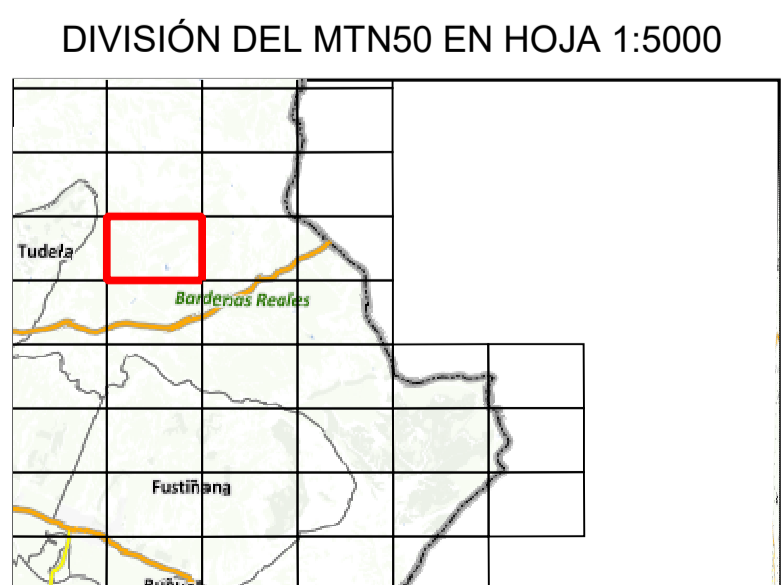 DIVISIÓN DEL MTN50 EN HOJA 1:5000
Tudela
Bardenas Reales
Fustiñana